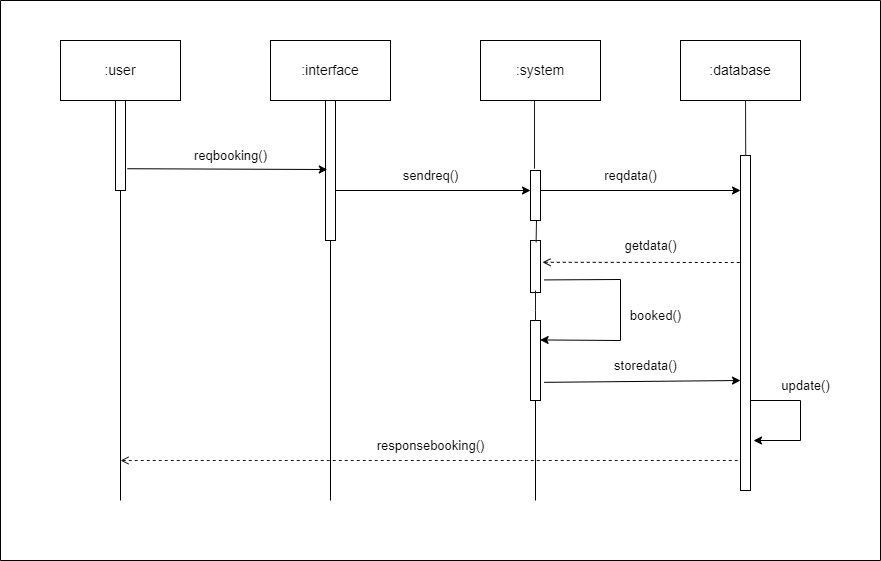 :user
:interface
:system
:database
reqbooking()
sendreq()
reqdata()
getdata()
booked()
storedata()
update()
responsebooking()